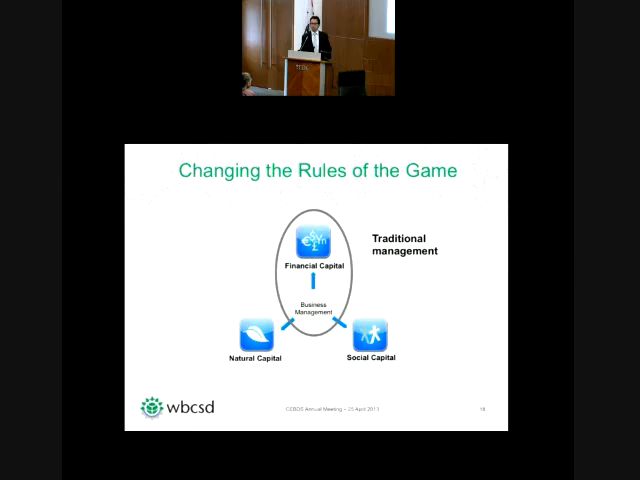 Changing the Rules of the Game
Traditional
management
Financial Capital
Business
Management
Natural Capital
Social Capital
wbcsd
CEBDS Annual Meeting – 25 April 2013
18